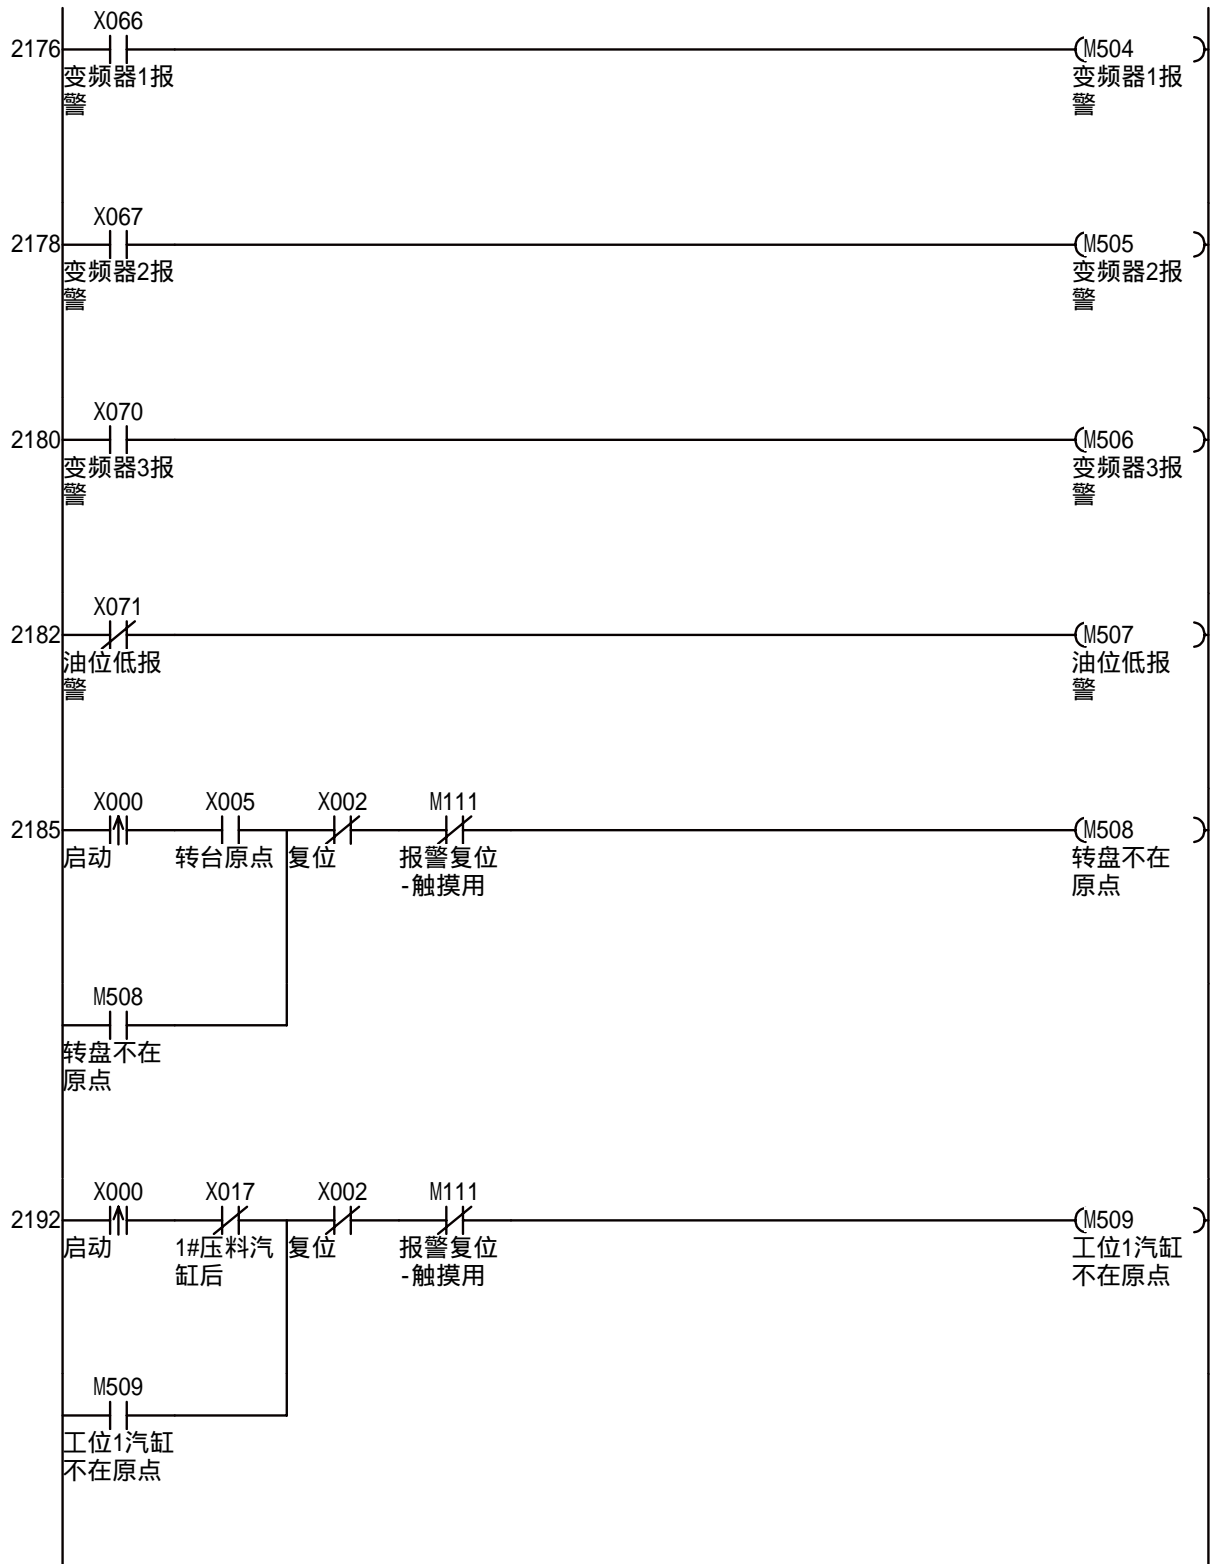 X066
2176
M504
变频器1报
警
变频器1报
警
X067
2178
M505
变频器2报
警
变频器2报
警
X070
2180
M506
变频器3报
警
变频器3报
警
X071
2182
M507
油位低报
警
油位低报
警
X000 X005 X002 M111
2185
M508
启动 转台原点 复位 报警复位
-触摸用
转盘不在
原点
M508
转盘不在
原点
X000 X017 X002 M111
2192
M509
启动 1#压料汽
缸后
复位 报警复位
-触摸用
工位1汽缸
不在原点
M509
工位1汽缸
不在原点